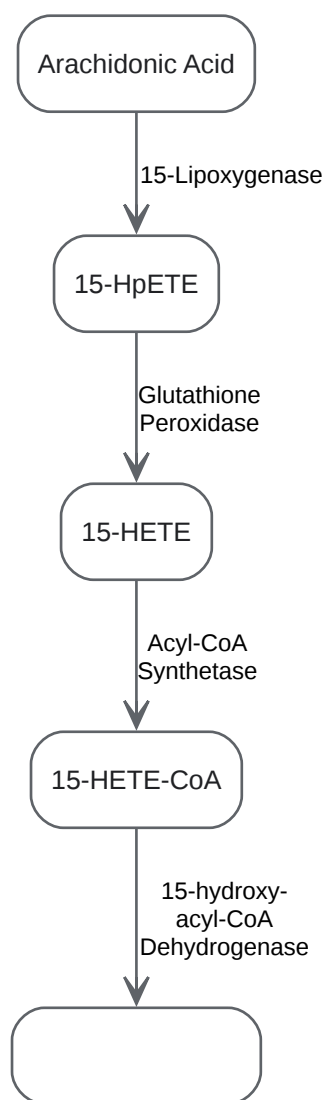 Arachidonic Acid
15-Lipoxygenase
15-HpETE
Glutathione
Peroxidase
15-HETE
Acyl-CoA
Synthetase
15-HETE-CoA
15-hydroxy-
acyl-CoA
Dehydrogenase